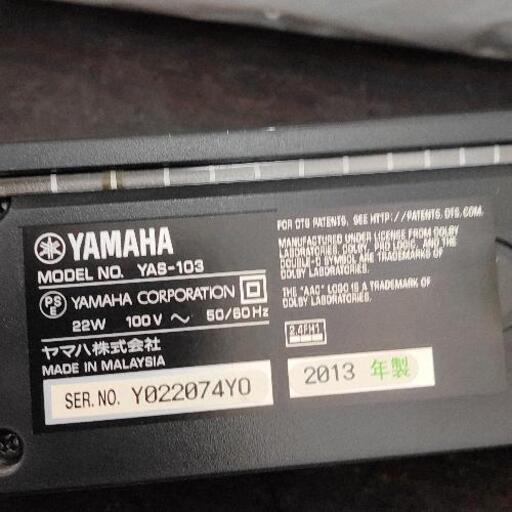 YAMAHA
MODEL NO. YAS-103
PS E YAMAHA CORPORATION
22W 100V ～ 50/60Hz
ヤマハ株式会社
MADE IN MALAYSIA
SER.NO. Y022074Y0
FOR DTS PATENTS, SEE HTTP://PATENTS.DTS.COM.
MANUFACTURED UNDER LICENSE FROM DOLBY
LABORATORIES. DOLBY, PRO LOGIC, AND THE
DOUBLE-D SYMBOL ARE TRADEMARKS OF
DOLBY LABORATORIES.
THE "AAC" LOGO IS A TRADEMARK OF
DOLBY LABORATORIES.
2.4FH1
2013 年製